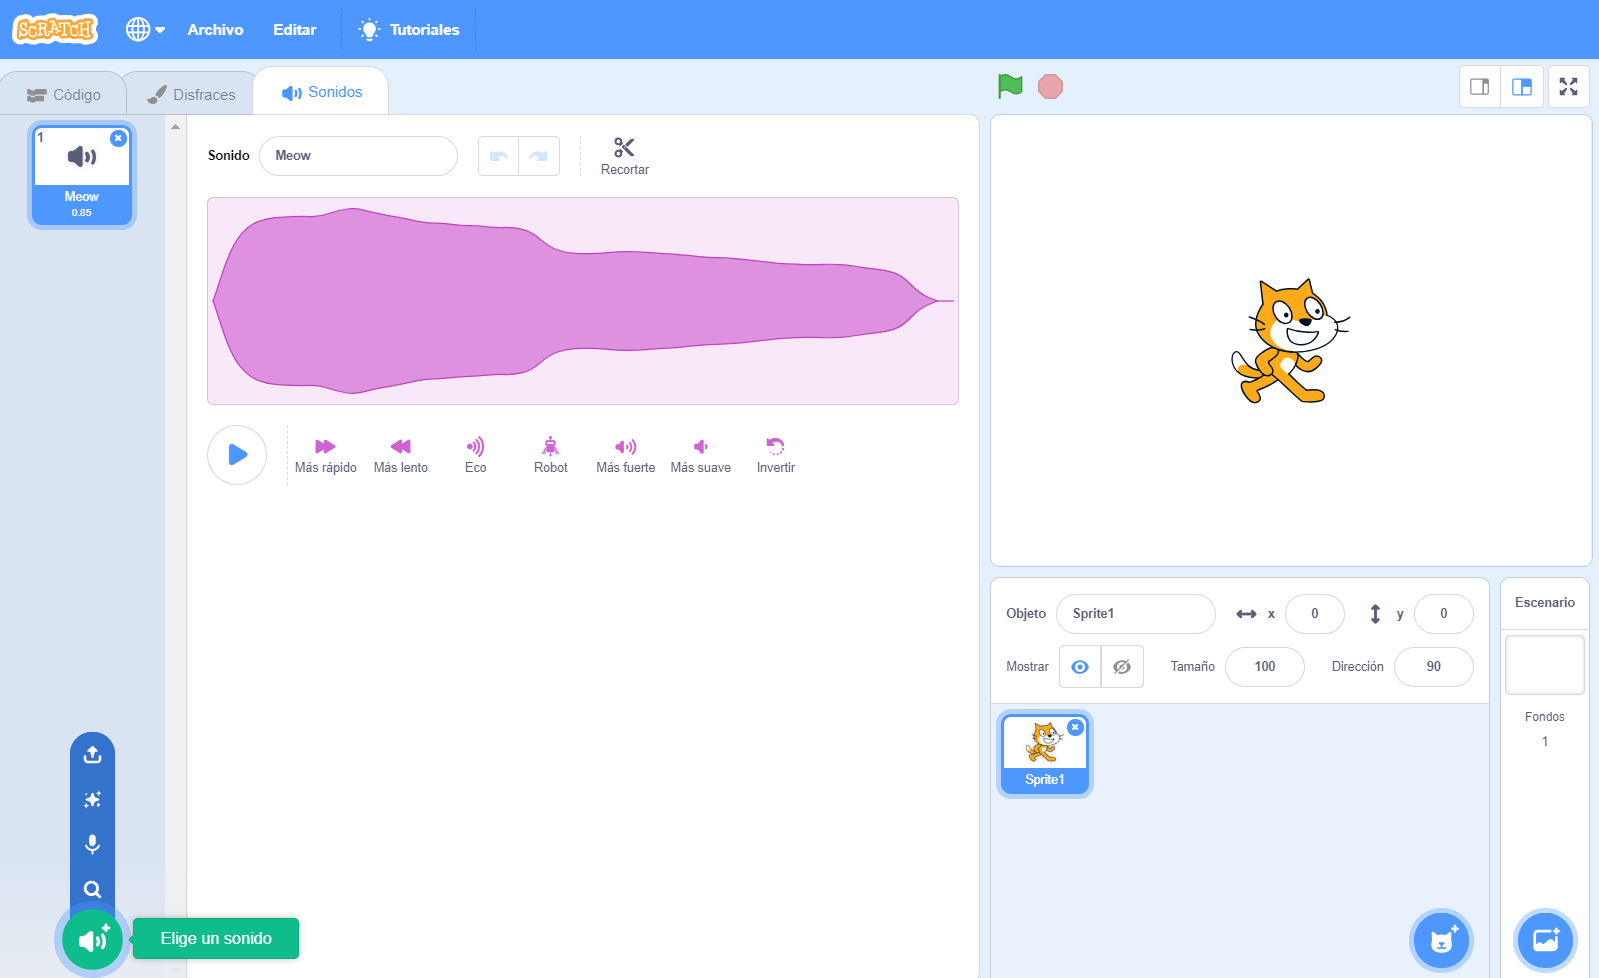 SCRATCH
Archivo
Editar
Tutoriales
Código
Disfraces
Sonidos
1
Meow
0.85
Sonido
Meow
Recortar
Más rápido
Más lento
Eco
Robot
Más fuerte
Más suave
Invertir
Elige un sonido
Objeto
Sprite1
x
0
y
0
Mostrar
Tamaño
100
Dirección
90
Sprite1
Escenario
Fondos
1